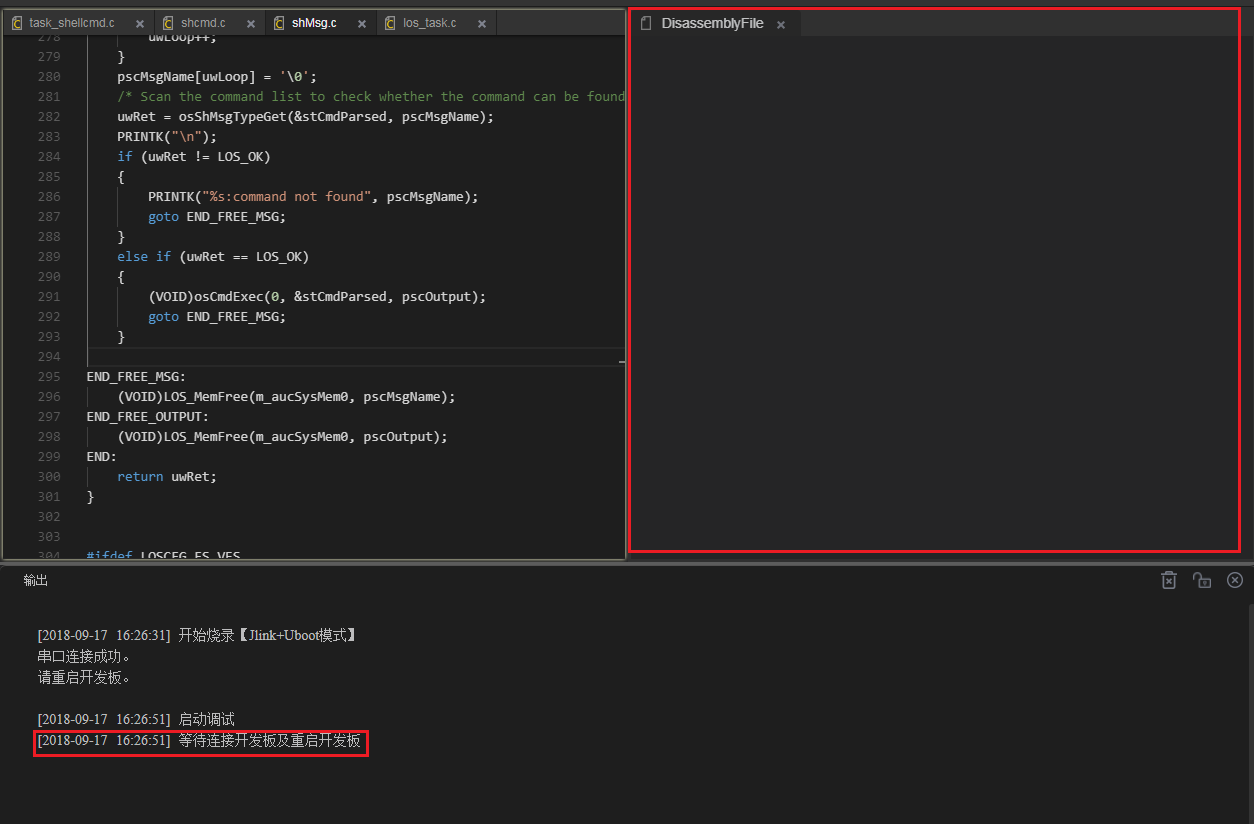 task_shellcmd.c × shcmd.c × shMsg.c × los_task.c ×
278 uwLoop++;
279 }
280 pscMsgName[uwLoop] = '\0';
281 /* Scan the command list to check whether the command can be found
282 uwRet = osShMsgTypeGet(&stCmdParsed, pscMsgName);
283 PRINTK("\n");
284 if (uwRet != LOS_OK)
285 {
286 PRINTK("%s:command not found", pscMsgName);
287 goto END_FREE_MSG;
288 }
289 else if (uwRet == LOS_OK)
290 {
291 (VOID)osCmdExec(0, &stCmdParsed, pscOutput);
292 goto END_FREE_MSG;
293 }
294
295 END_FREE_MSG:
296 (VOID)LOS_MemFree(m_aucSysMem0, pscMsgName);
297 END_FREE_OUTPUT:
298 (VOID)LOS_MemFree(m_aucSysMem0, pscOutput);
299 END:
300 return uwRet;
301 }
302
303
304 #ifdef LOSCFG_FS_VFS
DisassemblyFile ×
输出
[2018-09-17 16:26:31] 开始烧录【Jlink+Uboot模式】
串口连接成功。
请重启开发板。
[2018-09-17 16:26:51] 启动调试
[2018-09-17 16:26:51] 等待连接开发板及重启开发板